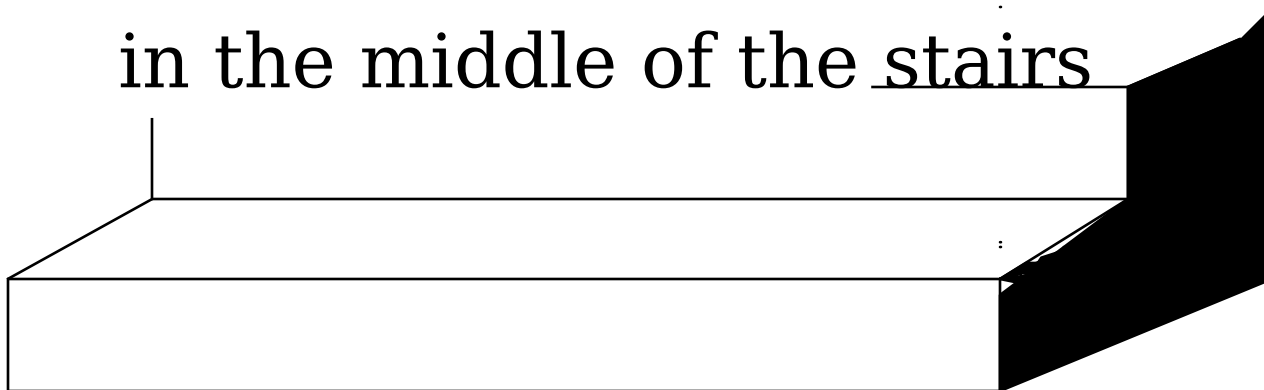 in the middle of the stairs